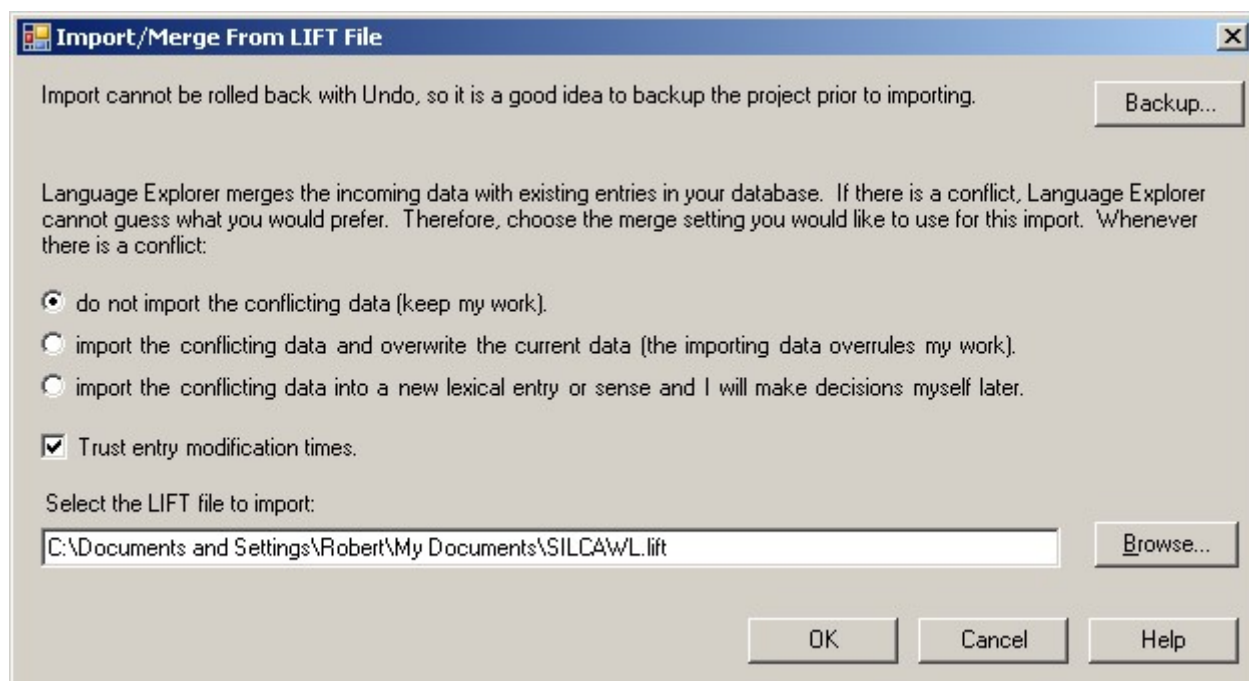 Import/Merge From LIFT File
Import cannot be rolled back with Undo, so it is a good idea to backup the project prior to importing.
Backup...
Language Explorer merges the incoming data with existing entries in your database.  If there is a conflict, Language Explorer
cannot guess what you would prefer.  Therefore, choose the merge setting you would like to use for this import.  Whenever
there is a conflict:
do not import the conflicting data (keep my work).
import the conflicting data and overwrite the current data (the importing data overrules my work).
import the conflicting data into a new lexical entry or sense and I will make decisions myself later.
Trust entry modification times.
Select the LIFT file to import:
C:\Documents and Settings\Robert\My Documents\SILCAWL.lift
Browse...
OK
Cancel
Help